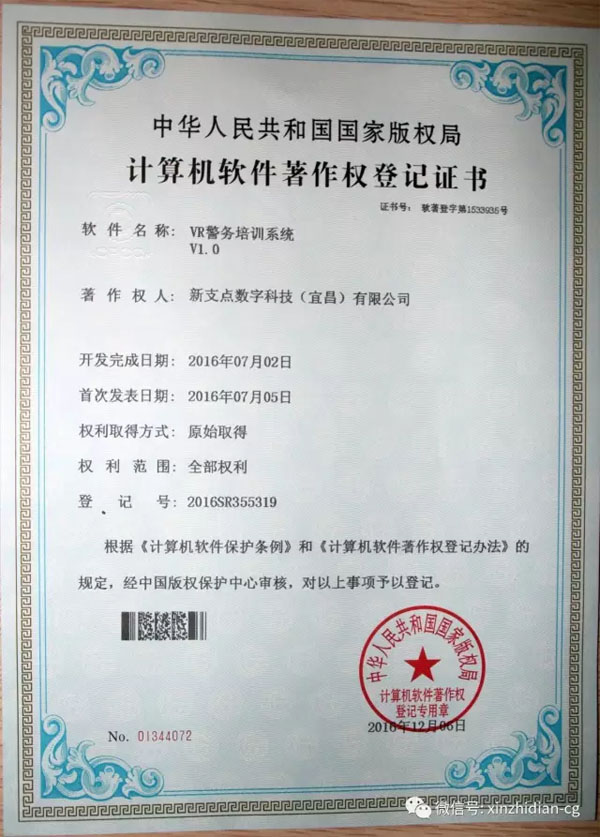 中华人民共和国国家版权局
计算机软件著作权登记证书
证书号： 软著登字第1533935号
软件名称： VR警务培训系统
V1.0
著作权人： 新支点数字科技（宜昌）有限公司
开发完成日期： 2016年07月02日
首次发表日期： 2016年07月05日
权利取得方式： 原始取得
权利范围： 全部权利
登记号： 2016SR355319
根据《计算机软件保护条例》和《计算机软件著作权登记办法》的
规定，经中国版权保护中心审核，对以上事项予以登记。
中华人民共和国国家版权局
计算机软件著作权
登记专用章
2016年12月06日
No. 01344072
微信号: xinzhidian-cg